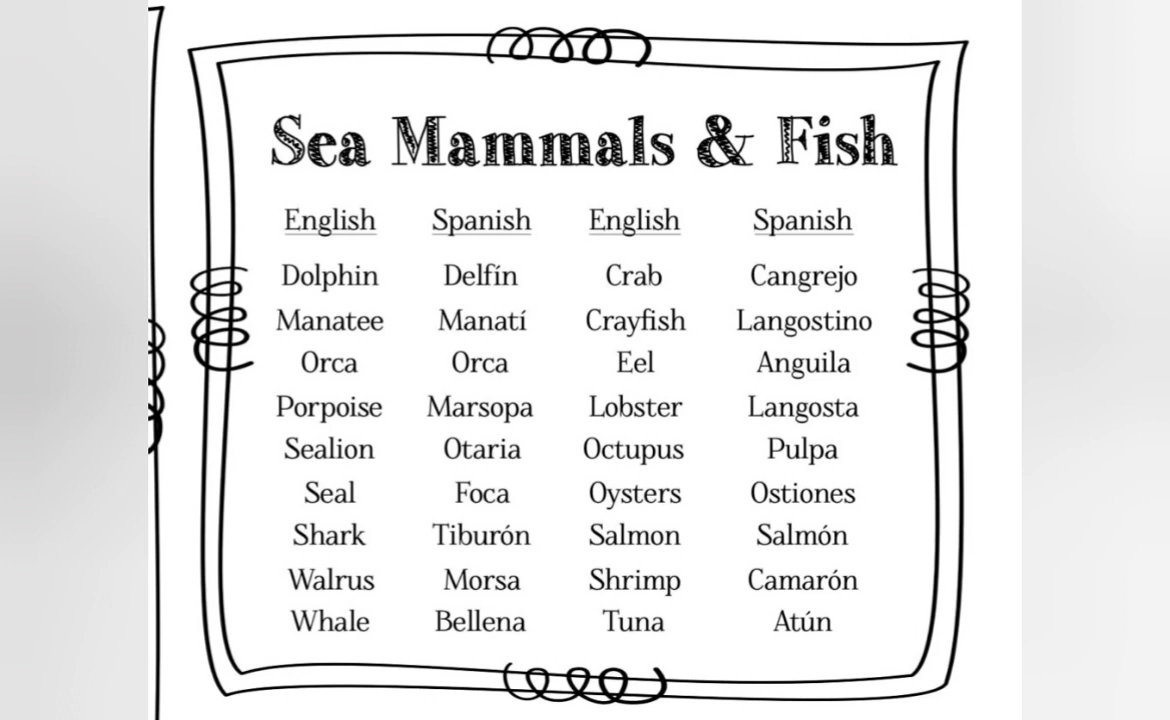 Sea Mammals & Fish
English Spanish English Spanish
Dolphin Delfín Crab Cangrejo
Manatee Manatí Crayfish Langostino
Orca Orca Eel Anguila
Porpoise Marsopa Lobster Langosta
Sealion Otaria Octupus Pulpa
Seal Foca Oysters Ostiones
Shark Tiburón Salmon Salmón
Walrus Morsa Shrimp Camarón
Whale Bellena Tuna Atún